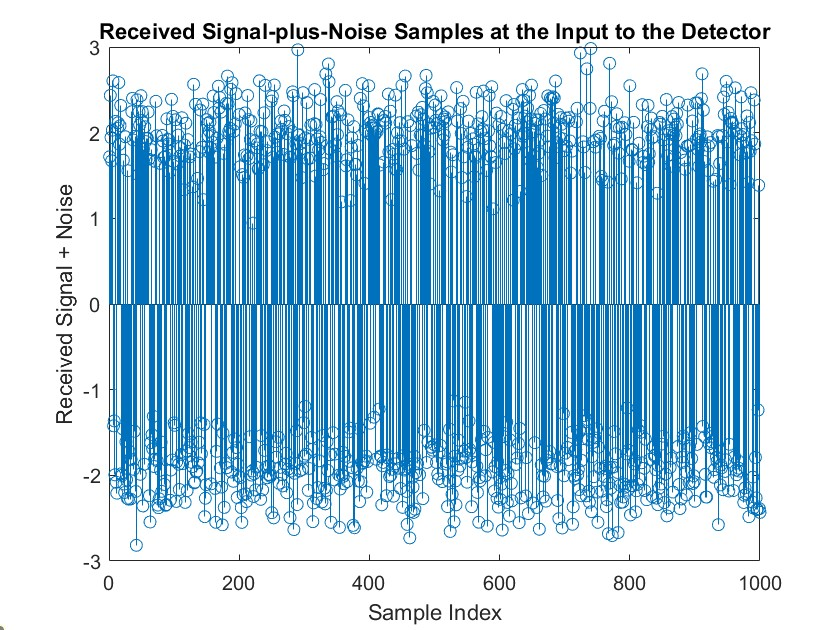 Received Signal-plus-Noise Samples at the Input to the Detector
3
2
1
0
-1
-2
-3
Received Signal + Noise
0 200 400 600 800 1000
Sample Index